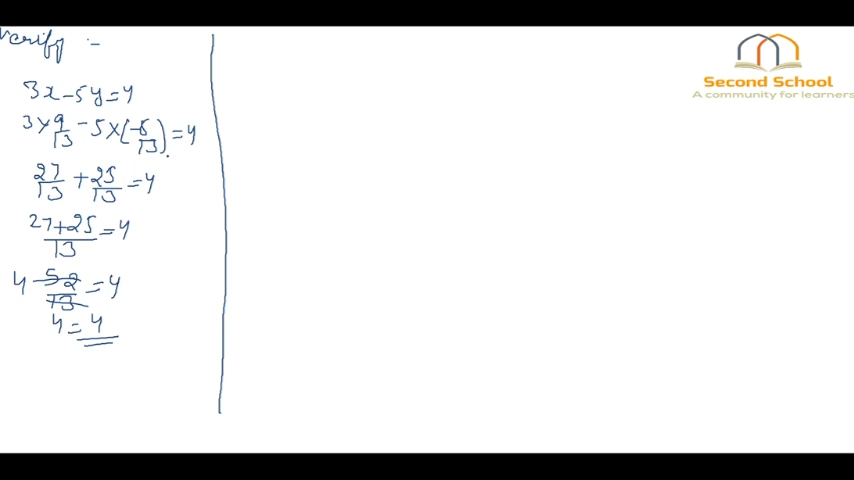 Verify :-
3x - 5y = 4
3 × 9/13 - 5 × (-5/13) = 4
27/13 + 25/13 = 4
27+25/13 = 4
4 52/13 = 4
4 = 4
Second School
A community for learners